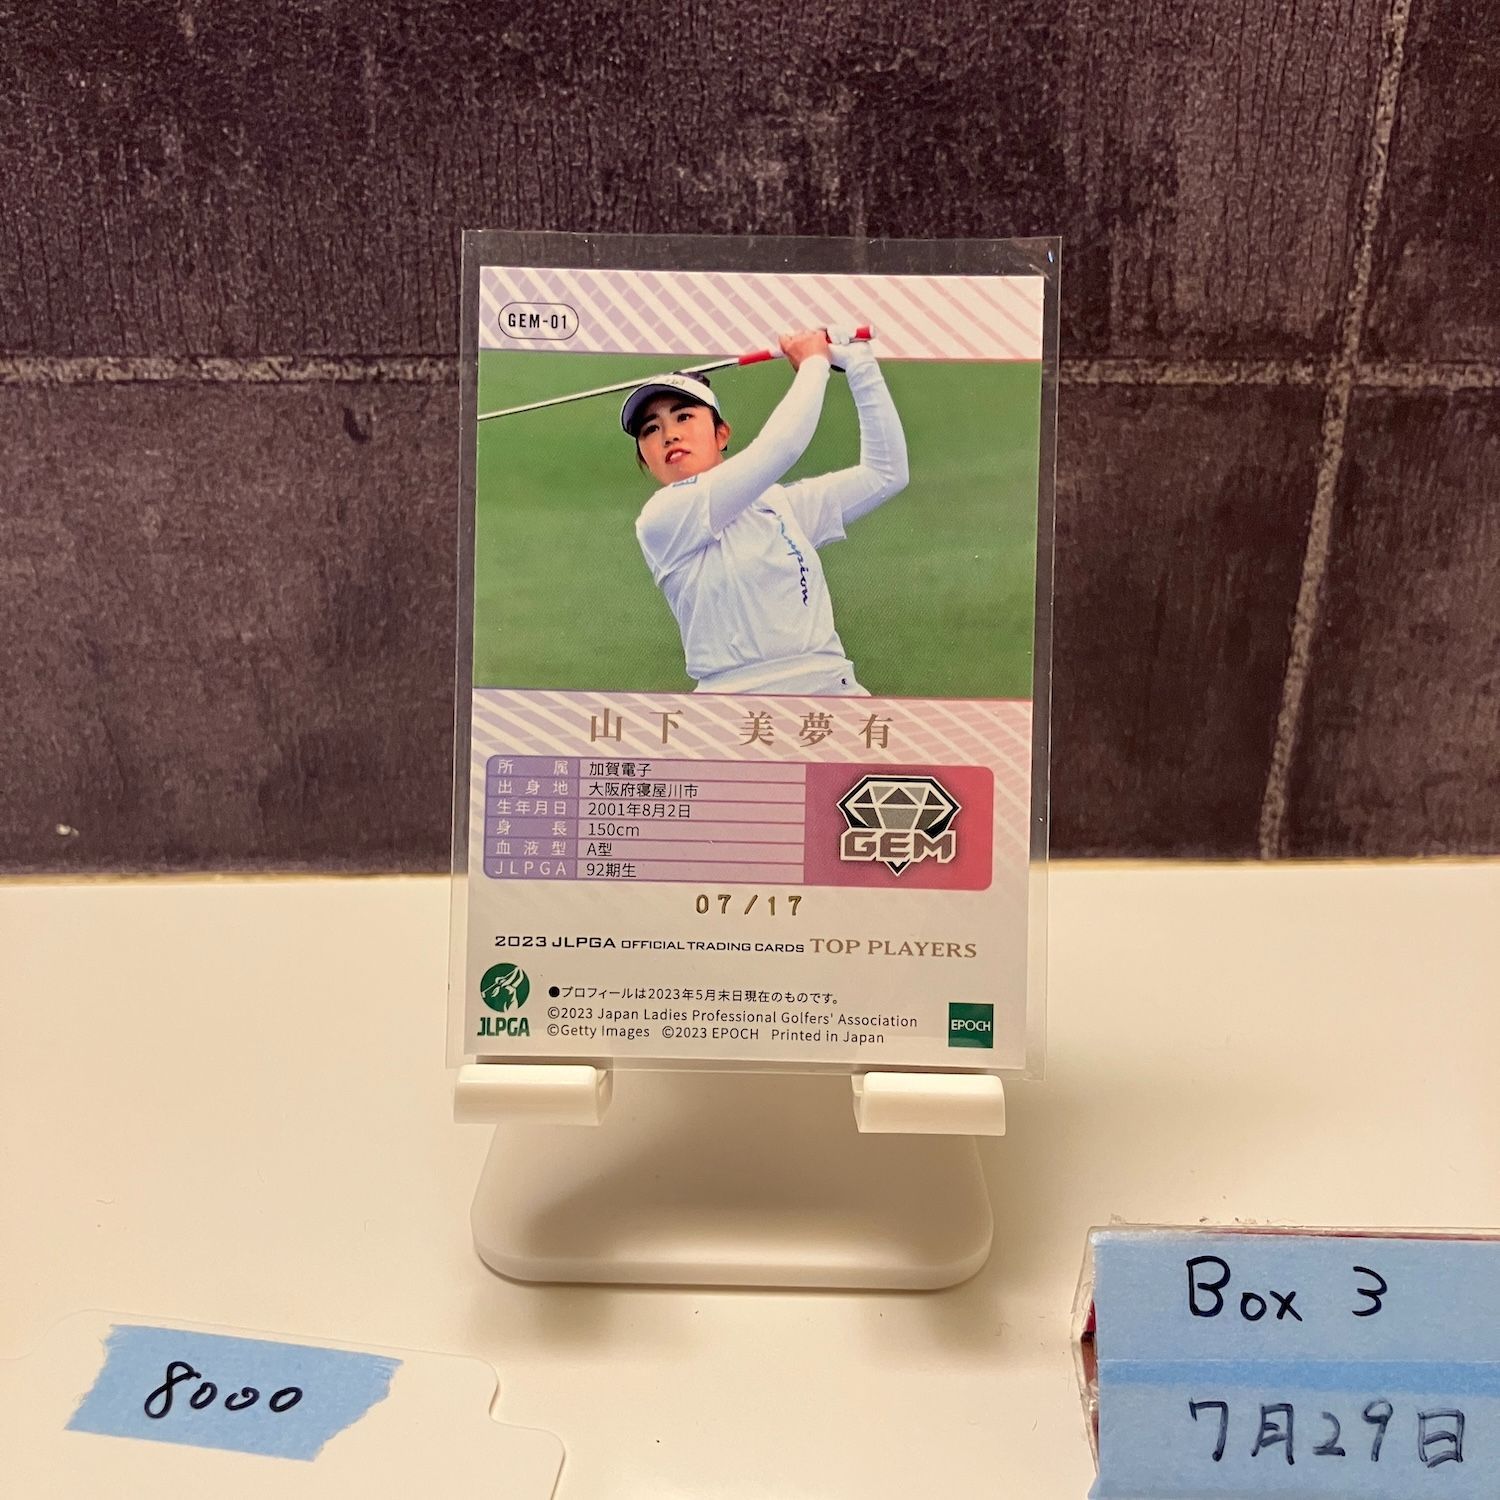 GEM-01
Champion
山下 美夢有
所属 加賀電子
出身地 大阪府寝屋川市
生年月日 2001年8月2日
身長 150cm
血液型 A型
JLPGA 92期生
GEM
07/17
2023 JLPGA OFFICIAL TRADING CARDS TOP PLAYERS
JLPGA
●プロフィールは2023年5月末日現在のものです。
©2023 Japan Ladies Professional Golfers' Association
©Getty Images ©2023 EPOCH Printed in Japan
EPOCH
8000
Box 3
7月29日